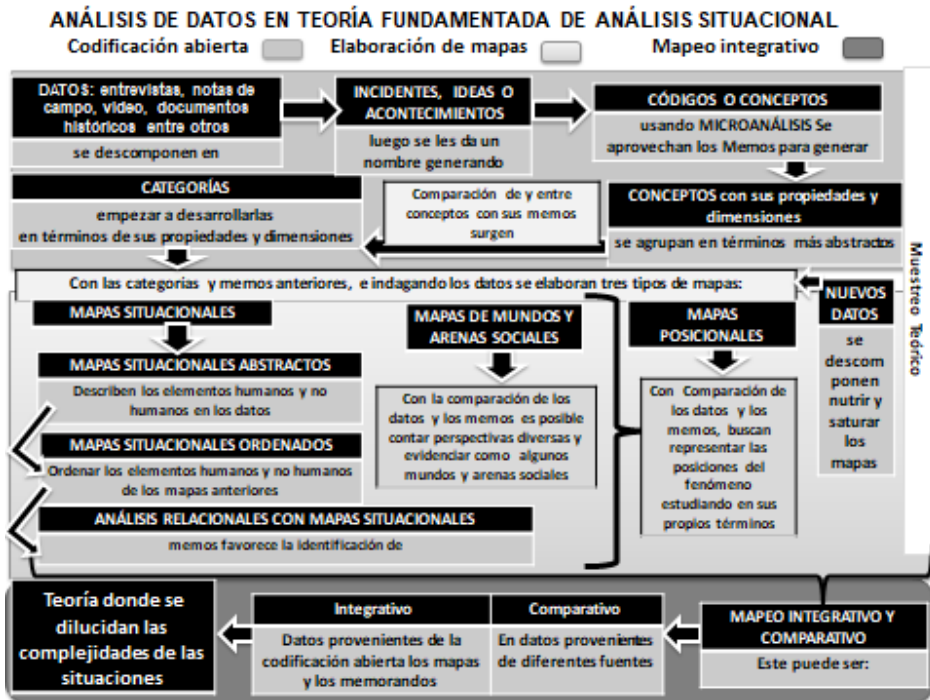 ANÁLISIS DE DATOS EN TEORÍA FUNDAMENTADA DE ANÁLISIS SITUACIONAL
Codificación abierta
Elaboración de mapas
Mapeo integrativo
DATOS: entrevistas, notas de
campo, video, documentos
históricos entre otros
se descomponen en
INCIDENTES, IDEAS O
ACONTECIMIENTOS
luego se les da un
nombre generando
CÓDIGOS O CONCEPTOS
usando MICROANÁLISIS Se
aprovechan los Memos para generar
CONCEPTOS con sus propiedades y
dimensiones
se agrupan en términos más abstractos
Comparación de y entre
conceptos con sus memos
surgen
CATEGORÍAS
empezar a desarrollarlas
en términos de sus propiedades y dimensiones
Muestreo Teórico
Con las categorías y memos anteriores, e indagando los datos se elaboran tres tipos de mapas:
MAPAS SITUACIONALES
MAPAS SITUACIONALES ABSTRACTOS
Describen los elementos humanos y no
humanos en los datos
MAPAS SITUACIONALES ORDENADOS
Ordenar los elementos humanos y no humanos
de los mapas anteriores
ANÁLISIS RELACIONALES CON MAPAS SITUACIONALES
memos favorece la identificación de
MAPAS DE MUNDOS Y
ARENAS SOCIALES
Con la comparación de los
datos y los memos es posible
contar perspectivas diversas y
evidenciar como algunos
mundos y arenas sociales
MAPAS
POSICIONALES
Con Comparación de
los datos y los
memos, buscan
representar las
posiciones del
fenómeno
estudiando en sus
propios términos
NUEVOS
DATOS
se
descom
ponen
nutrir y
saturar
los
mapas
MAPEO INTEGRATIVO Y
COMPARATIVO
Este puede ser:
Comparativo
En datos provenientes
de diferentes fuentes
Integrativo
Datos provenientes de la
codificación abierta los mapas
y los memorandos
Teoría donde se
dilucidan las
complejidades de las
situaciones